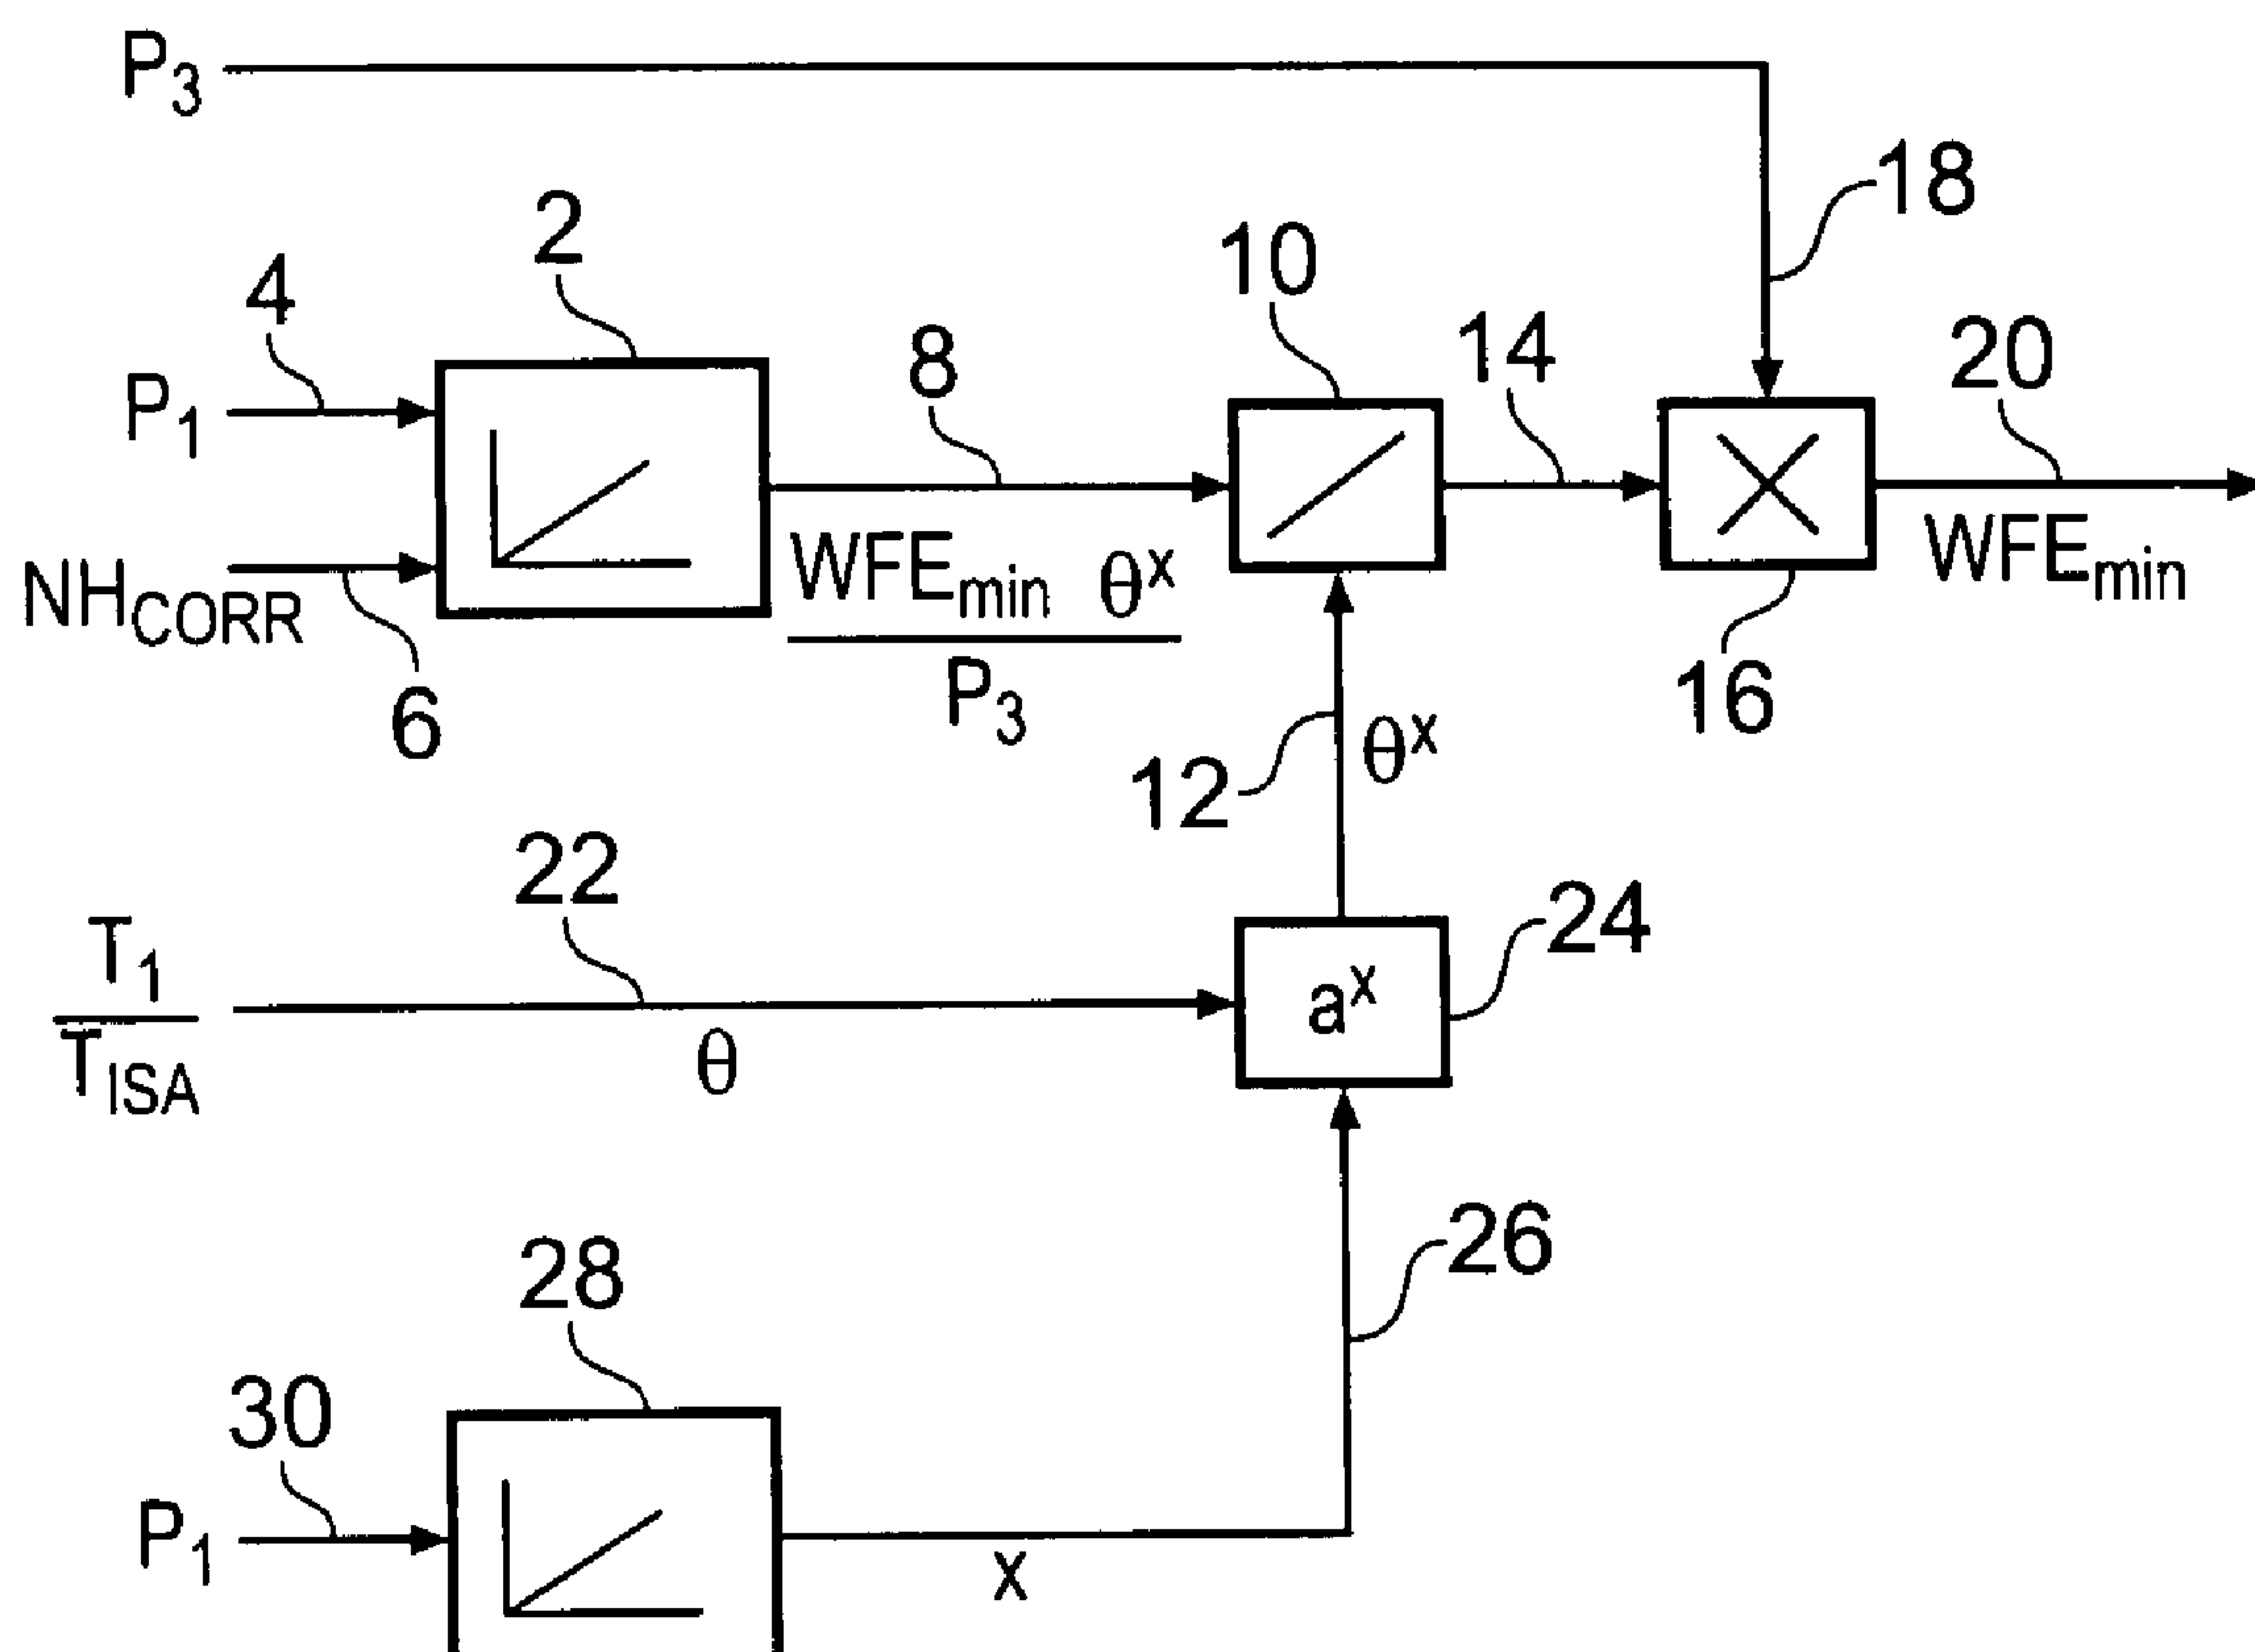 P3
18
2
10
4
8
14
20
P1
WFEmin θx
P3
WFEmin
NHCORR
6
16
12
θx
22
24
T1
TISA
θ
ax
26
28
30
P1
x